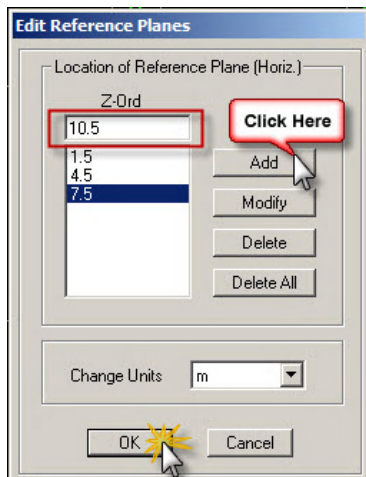 Edit Reference Planes
Location of Reference Plane (Horiz.)
Z-Ord
10.5
Click Here
1.5
4.5
7.5
Add
Modify
Delete
Delete All
Change Units
m
OK
Cancel